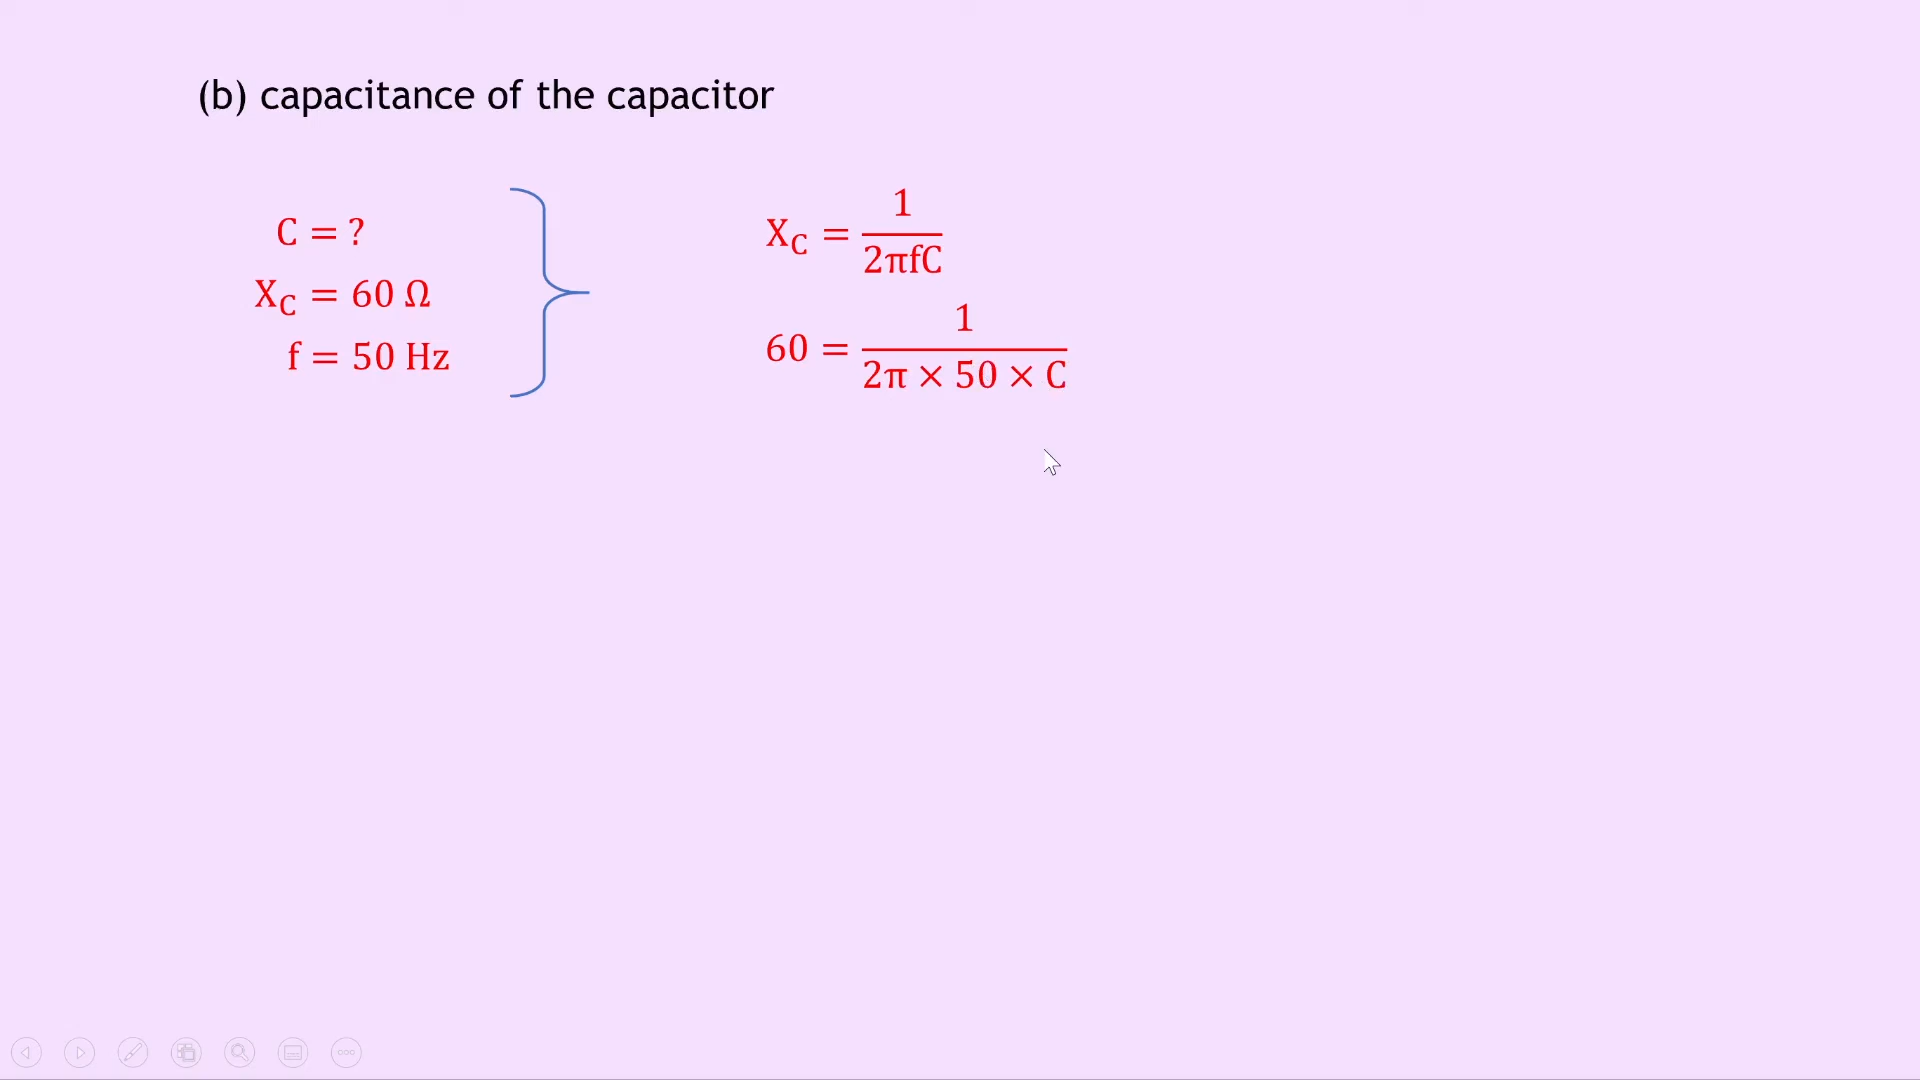 (b) capacitance of the capacitor
C = ?
X_C = 60 Ω
f = 50 Hz
X_C = 1/2πfC
60 = 1/2π × 50 × C